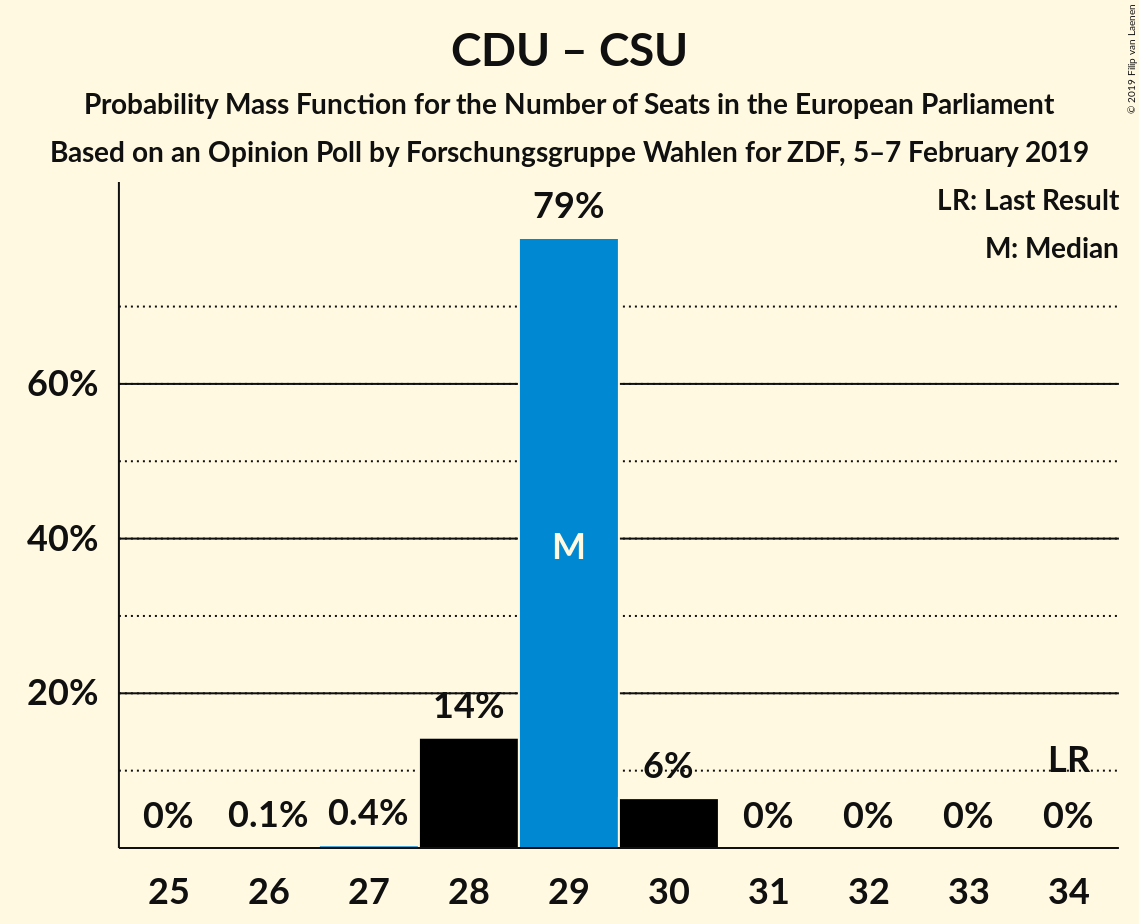 CDU – CSU
Probability Mass Function for the Number of Seats in the European Parliament
Based on an Opinion Poll by Forschungsgruppe Wahlen for ZDF, 5–7 February 2019
© 2019 Filip van Laenen
LR: Last Result
M: Median
79%
60%
40%
20%
M
14%
6%
LR
0%
0.1%
0.4%
0%
0%
0%
0%
25 26 27 28 29 30 31 32 33 34